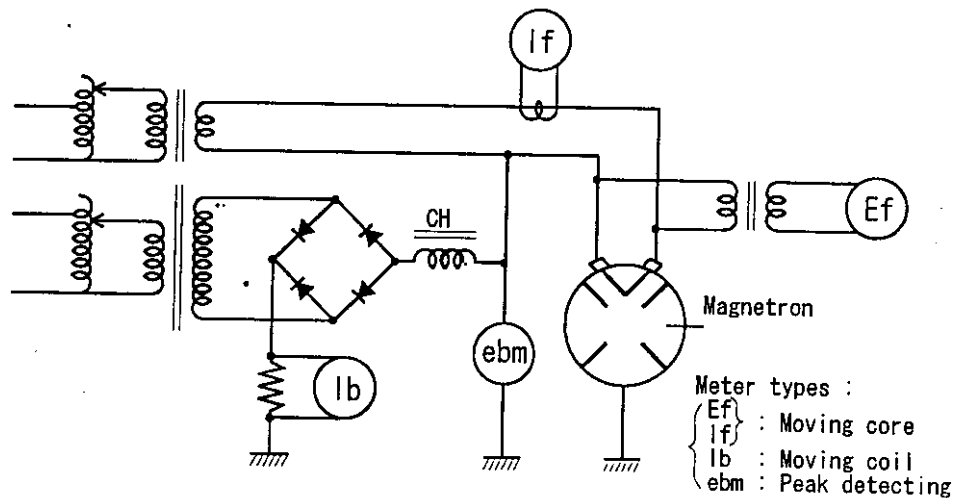 If
CH
Ef
Magnetron
ebm
Ib
Meter types :
Ef
If : Moving core
Ib : Moving coil
ebm : Peak detecting